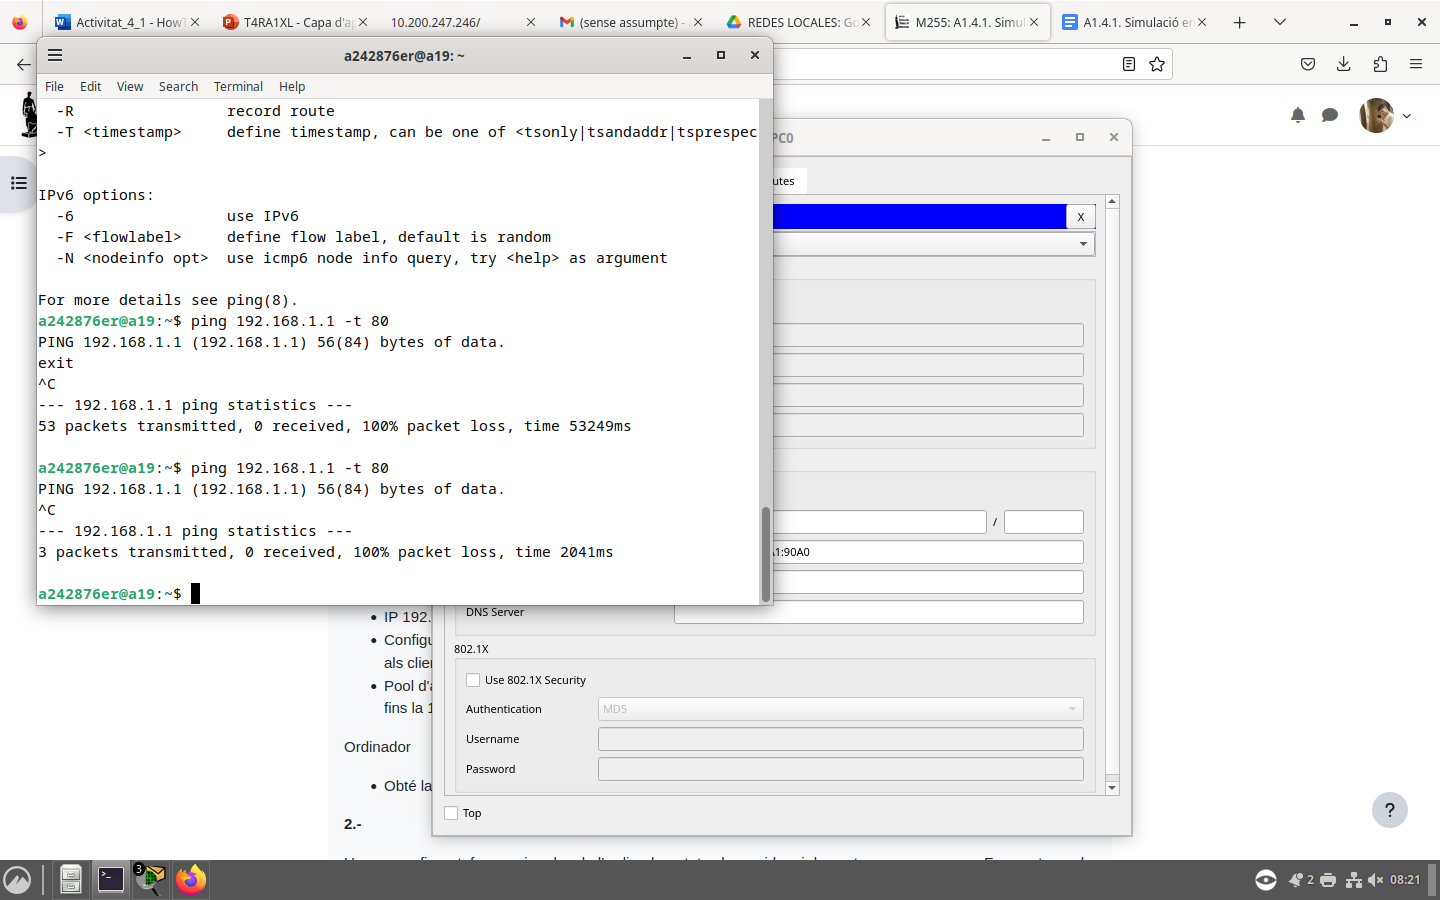 Activitat_4_1 - HowT
T4RA1XL - Capa d'ap
10.200.247.246/
(sense assumpte) -
REDES LOCALES: Go
M255: A1.4.1. Simul
A1.4.1. Simulació en
a242876er@a19: ~
File Edit View Search Terminal Help
-R record route
-T <timestamp> define timestamp, can be one of <tsonly|tsandaddr|tsprespec
>
IPv6 options:
-6 use IPv6
-F <flowlabel> define flow label, default is random
-N <nodeinfo opt> use icmp6 node info query, try <help> as argument
For more details see ping(8).
a242876er@a19:~$ ping 192.168.1.1 -t 80
PING 192.168.1.1 (192.168.1.1) 56(84) bytes of data.
exit
^C
--- 192.168.1.1 ping statistics ---
53 packets transmitted, 0 received, 100% packet loss, time 53249ms
a242876er@a19:~$ ping 192.168.1.1 -t 80
PING 192.168.1.1 (192.168.1.1) 56(84) bytes of data.
^C
--- 192.168.1.1 ping statistics ---
3 packets transmitted, 0 received, 100% packet loss, time 2041ms
a242876er@a19:~$
PC0
utes
X
/
A1:90A0
DNS Server
802.1X
Use 802.1X Security
Authentication MD5
Username
Password
Top
IP 192.
Configu
als clien
Pool d'a
fins la 1
Ordinador
Obté la
2.-
?
3
2
08:21